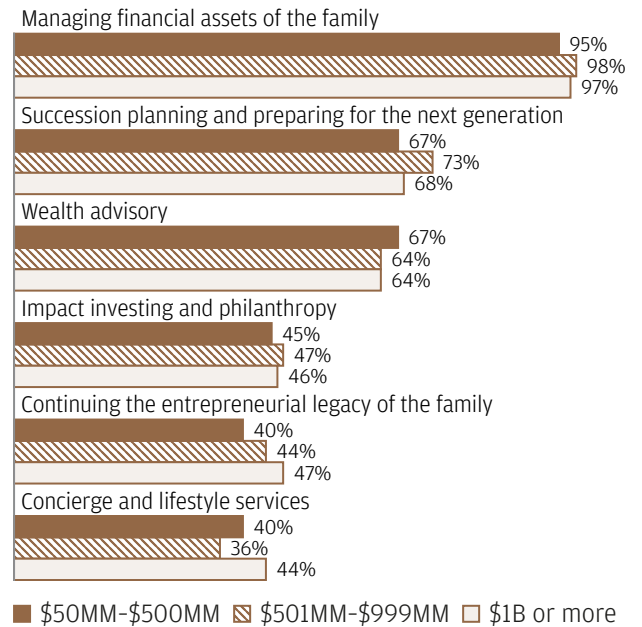 Managing financial assets of the family
95%
98%
97%
Succession planning and preparing for the next generation
67%
73%
68%
Wealth advisory
67%
64%
64%
Impact investing and philanthropy
45%
47%
46%
Continuing the entrepreneurial legacy of the family
40%
44%
47%
Concierge and lifestyle services
40%
36%
44%
$50MM–$500MM $501MM–$999MM $1B or more